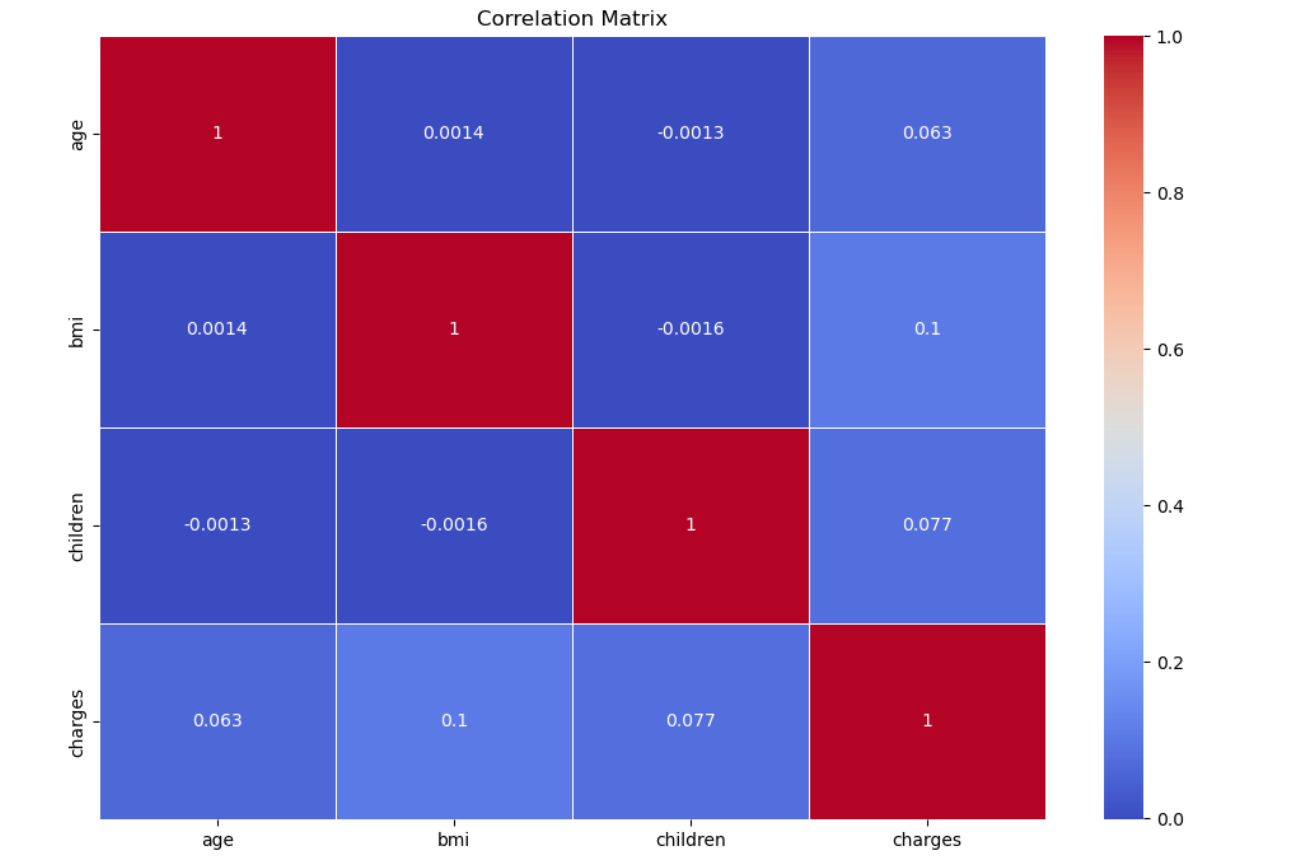 Correlation Matrix
age 1 0.0014 -0.0013 0.063
bmi 0.0014 1 -0.0016 0.1
children -0.0013 -0.0016 1 0.077
charges 0.063 0.1 0.077 1
age bmi children charges
1.0
0.8
0.6
0.4
0.2
0.0